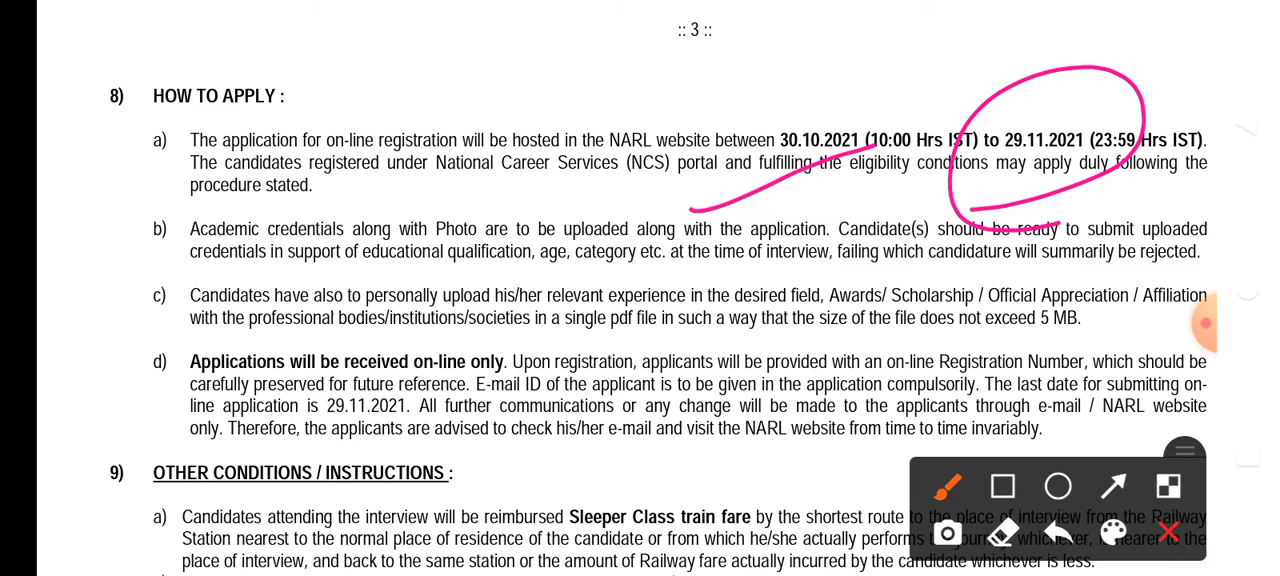 :: 3 ::
8) HOW TO APPLY :
a) The application for on-line registration will be hosted in the NARL website between 30.10.2021 (10:00 Hrs IST) to 29.11.2021 (23:59 Hrs IST).
The candidates registered under National Career Services (NCS) portal and fulfilling the eligibility conditions may apply duly following the
procedure stated.
b) Academic credentials along with Photo are to be uploaded along with the application. Candidate(s) should be ready to submit uploaded
credentials in support of educational qualification, age, category etc. at the time of interview, failing which candidature will summarily be rejected.
c) Candidates have also to personally upload his/her relevant experience in the desired field, Awards/ Scholarship / Official Appreciation / Affiliation
with the professional bodies/institutions/societies in a single pdf file in such a way that the size of the file does not exceed 5 MB.
d) Applications will be received on-line only. Upon registration, applicants will be provided with an on-line Registration Number, which should be
carefully preserved for future reference. E-mail ID of the applicant is to be given in the application compulsorily. The last date for submitting on-
line application is 29.11.2021. All further communications or any change will be made to the applicants through e-mail / NARL website
only. Therefore, the applicants are advised to check his/her e-mail and visit the NARL website from time to time invariably.
9) OTHER CONDITIONS / INSTRUCTIONS :
a) Candidates attending the interview will be reimbursed Sleeper Class train fare by the shortest route to the place of interview from the Railway
Station nearest to the normal place of residence of the candidate or from which he/she actually performs whichever, is nearer to the
place of interview, and back to the same station or the amount of Railway fare actually incurred by the candidate whichever is less.